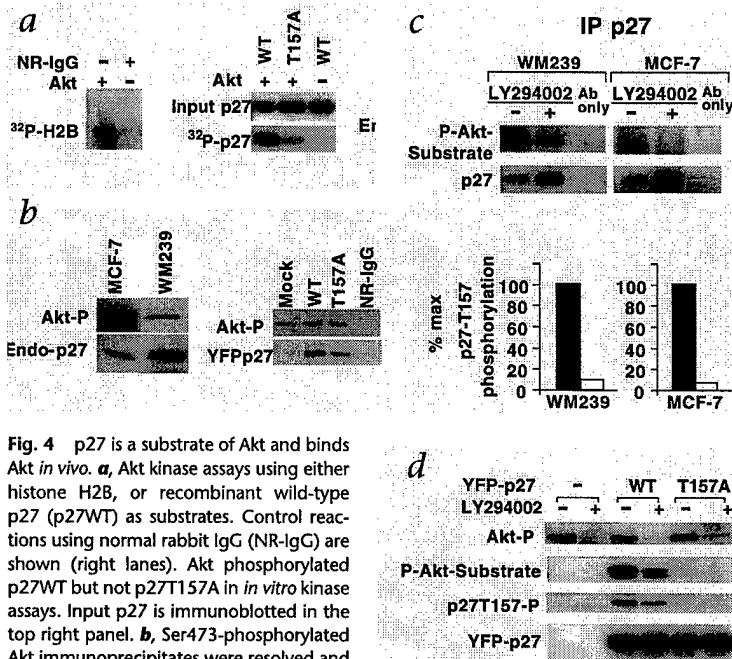 a
NR-IgG − +
Akt + −
³²P-H2B
WT T157A WT
Akt + + −
Input p27
³²P-p27
b
MCF-7 WM239
Akt-P
Endo-p27
Mock WT T157A NR-IgG
Akt-P
YFPp27
c
IP p27
WM239 MCF-7
LY294002 Ab only LY294002 Ab only
− + − +
P-Akt-
Substrate
p27
% max
p27-T157
phosphorylation
100 100
80 80
60 60
40 40
20 20
0 0
WM239 MCF-7
Fig. 4 p27 is a substrate of Akt and binds
Akt in vivo. a, Akt kinase assays using either
histone H2B, or recombinant wild-type
p27 (p27WT) as substrates. Control reac-
tions using normal rabbit IgG (NR-IgG) are
shown (right lanes). Akt phosphorylated
p27WT but not p27T157A in in vitro kinase
assays. Input p27 is immunoblotted in the
top right panel. b, Ser473-phosphorylated
Akt immunoprecipitates were resolved and
d
YFP-p27 − WT T157A
LY294002 − + − + − +
Akt-P
P-Akt-Substrate
p27T157-P
YFP-p27